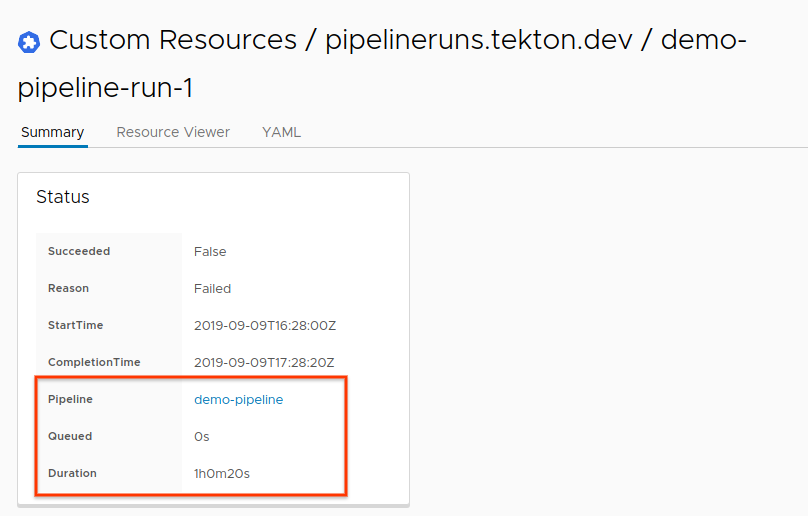 Custom Resources / pipelineruns.tekton.dev / demo-
pipeline-run-1
Summary Resource Viewer YAML
Status
Succeeded False
Reason Failed
StartTime 2019-09-09T16:28:00Z
CompletionTime 2019-09-09T17:28:20Z
Pipeline demo-pipeline
Queued 0s
Duration 1h0m20s